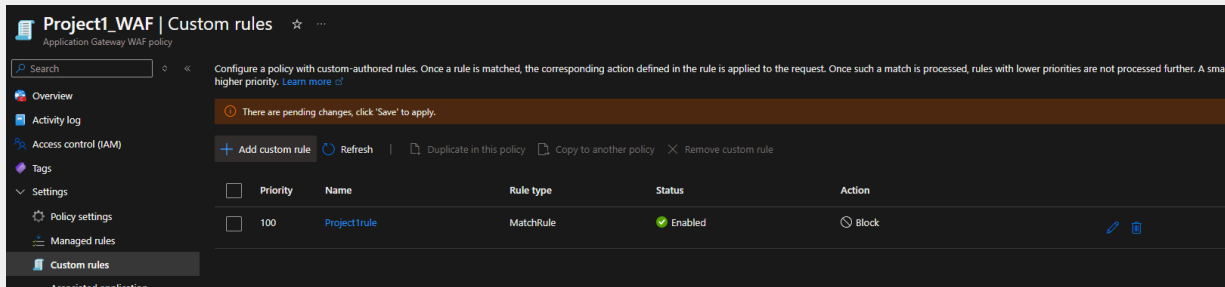 Project1_WAF | Custom rules
Application Gateway WAF policy
Search
Overview
Activity log
Access control (IAM)
Tags
Settings
Policy settings
Managed rules
Custom rules
Configure a policy with custom-authored rules. Once a rule is matched, the corresponding action defined in the rule is applied to the request. Once such a match is processed, rules with lower priorities are not processed further. A sma
higher priority. Learn more
There are pending changes, click 'Save' to apply.
Add custom rule Refresh Duplicate in this policy Copy to another policy Remove custom rule
Priority Name Rule type Status Action
100 Project1rule MatchRule Enabled Block